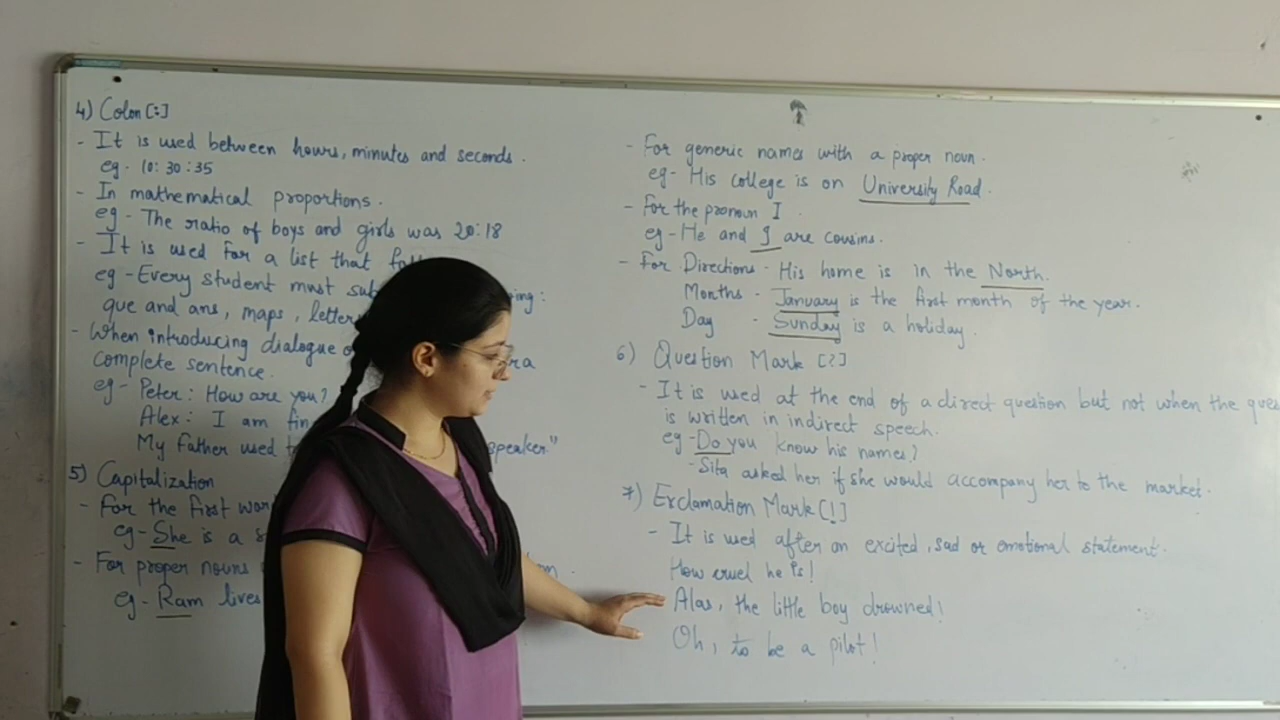 4) Colon [:]
- It is used between hours, minutes and seconds.
eg. 10:30:35
- In mathematical proportions.
eg - The ratio of boys and girls was 20:18
- It is used for a list that
eg - Every student must :
que and ans, maps,
- When introducing dialogue
complete sentence.
eg - Peter: How are you?
Alex: I am
My father used speaker."
5) Capitalization
- For the first
eg - She is a
- For proper nouns
eg - Ram lives
- For generic names with a proper noun.
eg - His college is on University Road.
- For the pronoun I.
eg - He and I are cousins.
- For Directions - His home is in the North.
Months - January is the first month of the year.
Day - Sunday is a holiday.
6) Question Mark [?]
- It is used at the end of a direct question but not when the
is written in indirect speech.
eg - Do you know his names?
- Sita asked her if she would accompany her to the market.
7) Exclamation Mark [!]
- It is used after an excited, sad or emotional statement.
How cruel he is!
Alas, the little boy drowned!
Oh, to be a pilot!